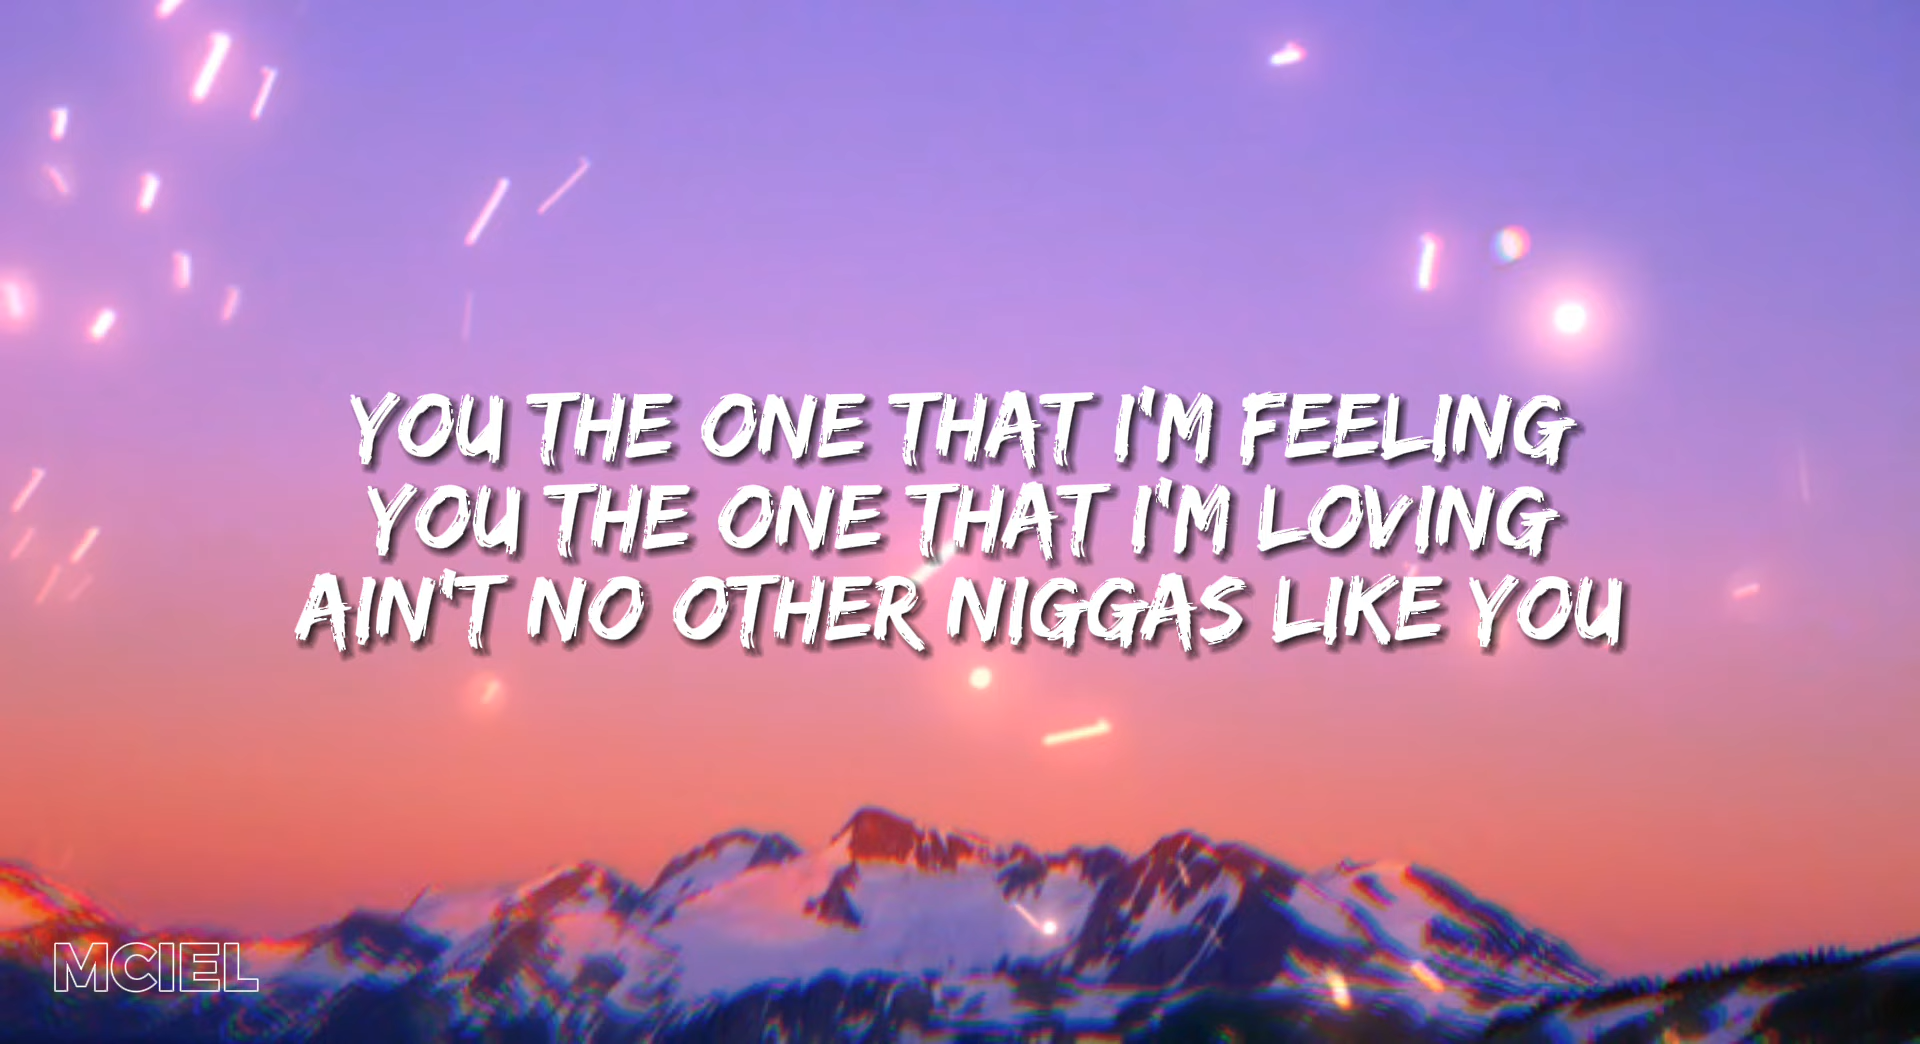 YOU THE ONE THAT I'M FEELING
YOU THE ONE THAT I'M LOVING
AIN'T NO OTHER NIGGAS LIKE YOU
MCIEL